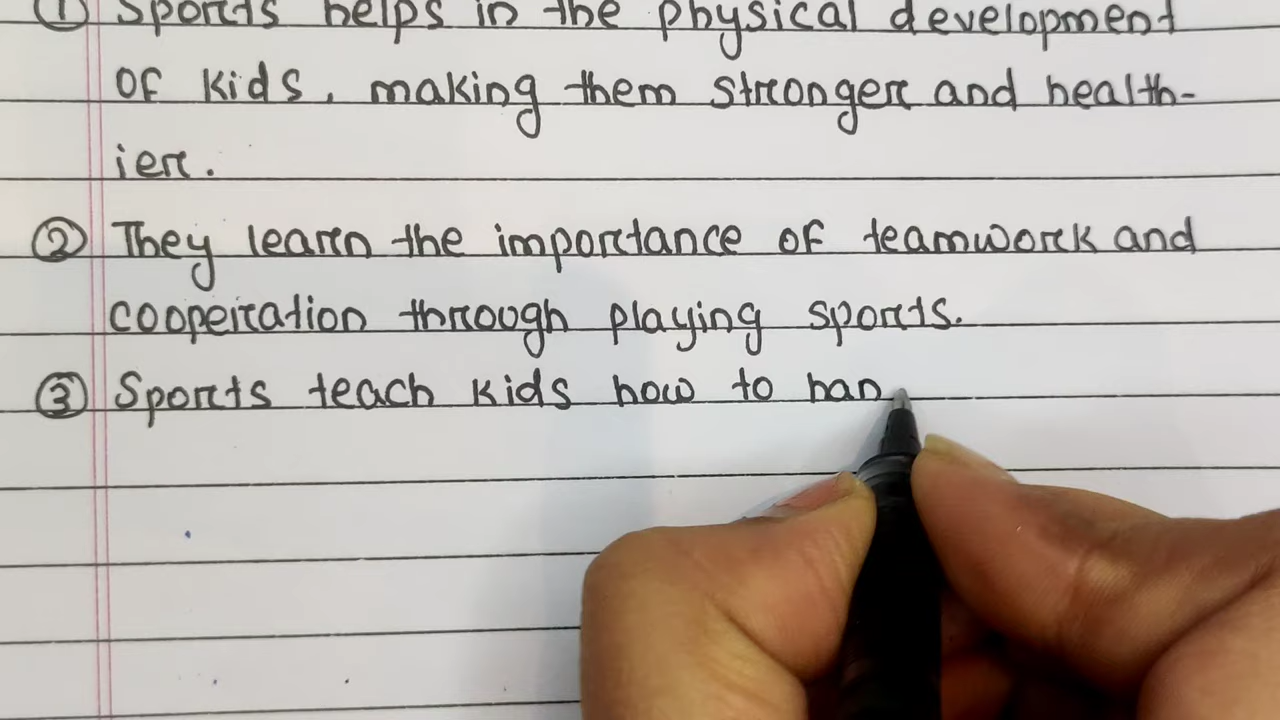 ① Sports helps in the physical development
of kids, making them stronger and health-
ier.
② They learn the importance of teamwork and
cooperation through playing sports.
③ Sports teach kids how to han